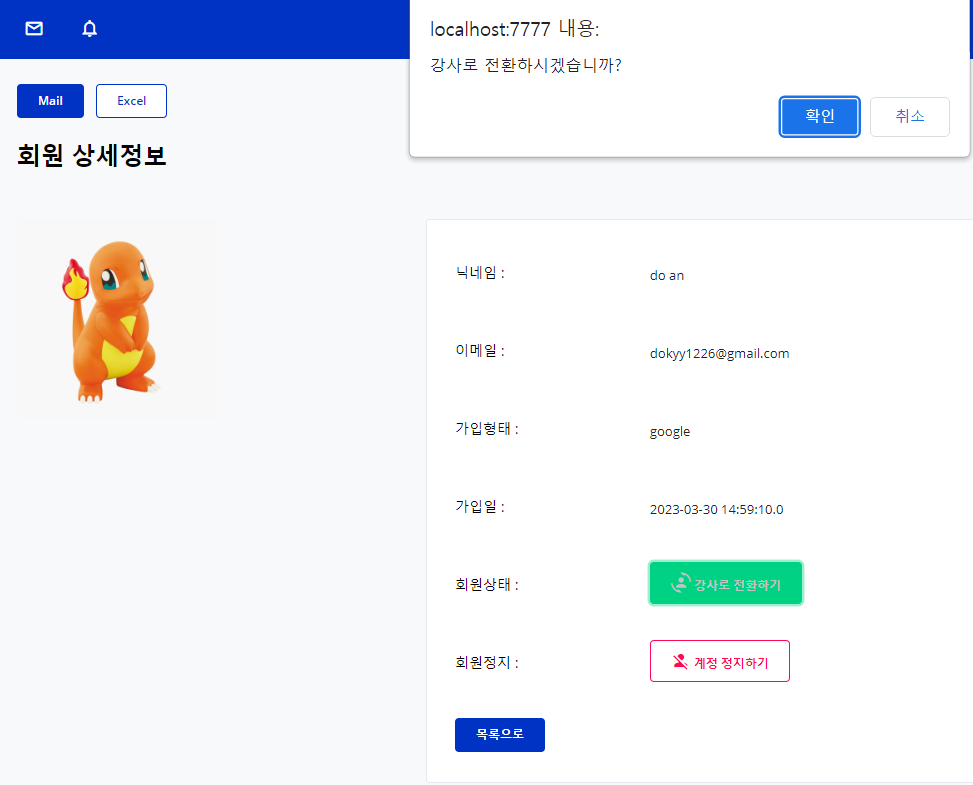 localhost:7777 내용:
강사로 전환하시겠습니까?
확인 취소
Mail Excel
회원 상세정보
닉네임 : do an
이메일 : dokyy1226@gmail.com
가입형태 : google
가입일 : 2023-03-30 14:59:10.0
회원상태 : 강사로 전환하기
회원정지 : 계정 정지하기
목록으로